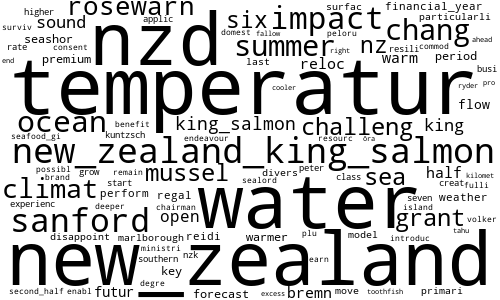 higher applic surfac financial_year
rosewarn six impact chang particularli
surviv sound nzd
seashor summer nz resili commod ahead
rate consent domest fallow peloru right
premium last reloc warm period busi
end temperatur cooler ryder pro
ocean king_salmon challeng king flow
seafood_gi benefit
kuntzsch endeavour resourc ōra
new_zealand_king_salmon
possibl grow remain mussel divers peter sea half
brand class creat kilomet fulli
climat start regal water seven weather
experienc perform
deeper chairman island volker
sanford open grant
disappoint marlborough reidi warmer plu model introduc tahu
new_zealand
ministri southern nzk learn
key degre
second_half enabl futur forecast excess bremn move toothfish primari
sealord